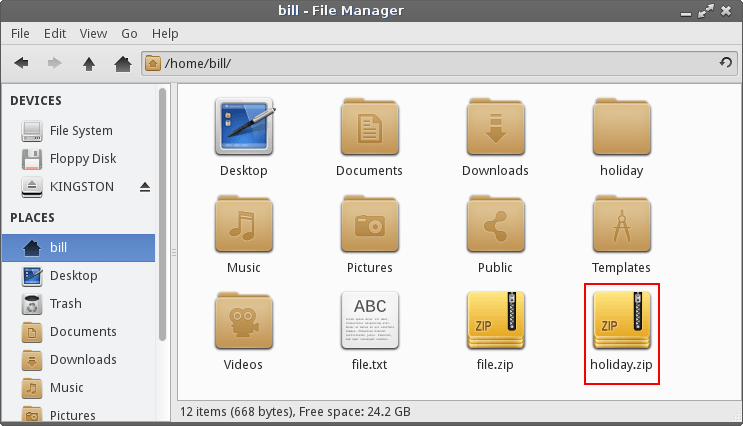 bill - File Manager
File Edit View Go Help
/home/bill/
DEVICES
File System
Floppy Disk
KINGSTON
PLACES
bill
Desktop
Trash
Documents
Downloads
Music
Pictures
Desktop Documents Downloads holiday
Music Pictures Public Templates
ABC
ZIP
ZIP
Videos file.txt file.zip holiday.zip
12 items (668 bytes), Free space: 24.2 GB